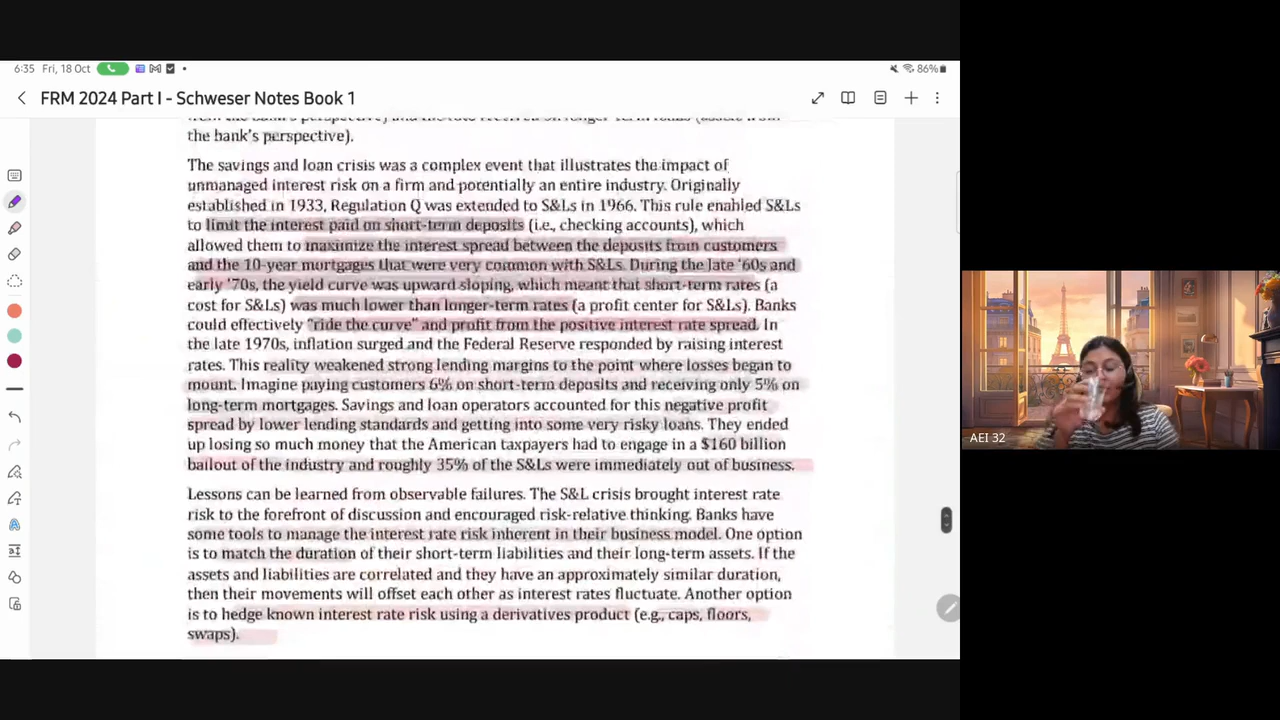 6:35 Fri, 18 Oct
86%
FRM 2024 Part I - Schweser Notes Book 1
the bank's perspective).
The savings and loan crisis was a complex event that illustrates the impact of
unmanaged interest risk on a firm and potentially an entire industry. Originally
established in 1933, Regulation Q was extended to S&Ls in 1966. This rule enabled S&Ls
to limit the interest paid on short-term deposits (i.e., checking accounts), which
allowed them to maximize the interest spread between the deposits from customers
and the 10-year mortgages that were very common with S&Ls. During the late '60s and
early '70s, the yield curve was upward sloping, which meant that short-term rates (a
cost for S&Ls) was much lower than longer-term rates (a profit center for S&Ls). Banks
could effectively "ride the curve" and profit from the positive interest rate spread. In
the late 1970s, inflation surged and the Federal Reserve responded by raising interest
rates. This reality weakened strong lending margins to the point where losses began to
mount. Imagine paying customers 6% on short-term deposits and receiving only 5% on
long-term mortgages. Savings and loan operators accounted for this negative profit
spread by lower lending standards and getting into some very risky loans. They ended
up losing so much money that the American taxpayers had to engage in a $160 billion
bailout of the industry and roughly 35% of the S&Ls were immediately out of business.
Lessons can be learned from observable failures. The S&L crisis brought interest rate
risk to the forefront of discussion and encouraged risk-relative thinking. Banks have
some tools to manage the interest rate risk inherent in their business model. One option
is to match the duration of their short-term liabilities and their long-term assets. If the
assets and liabilities are correlated and they have an approximately similar duration,
then their movements will offset each other as interest rates fluctuate. Another option
is to hedge known interest rate risk using a derivatives product (e.g., caps, floors,
swaps).
AEI 32